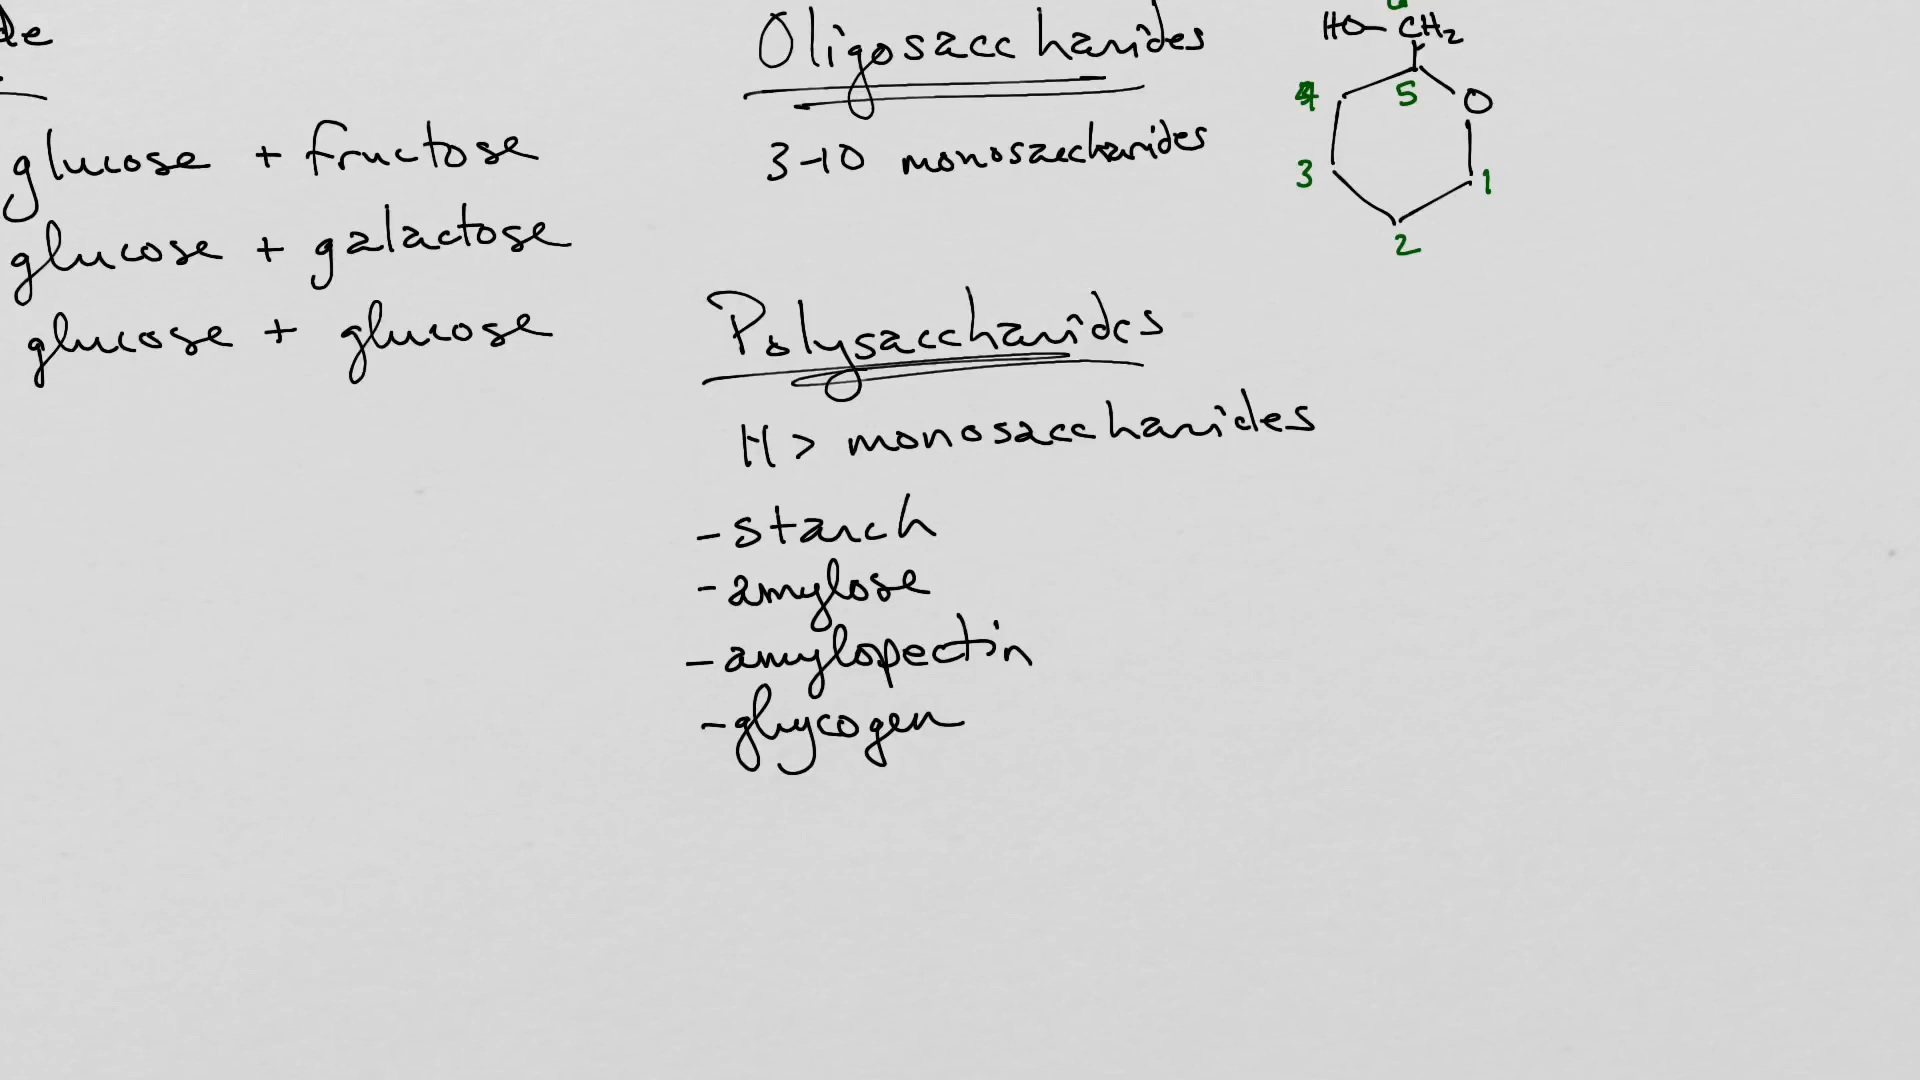 glucose + fructose
glucose + galactose
glucose + glucose
Oligosaccharides
3-10 monosaccharides
Polysaccharides
11 > monosaccharides
- starch
- amylose
- amylopectin
- glycogen
HO-CH2
4
5
O
3
1
2